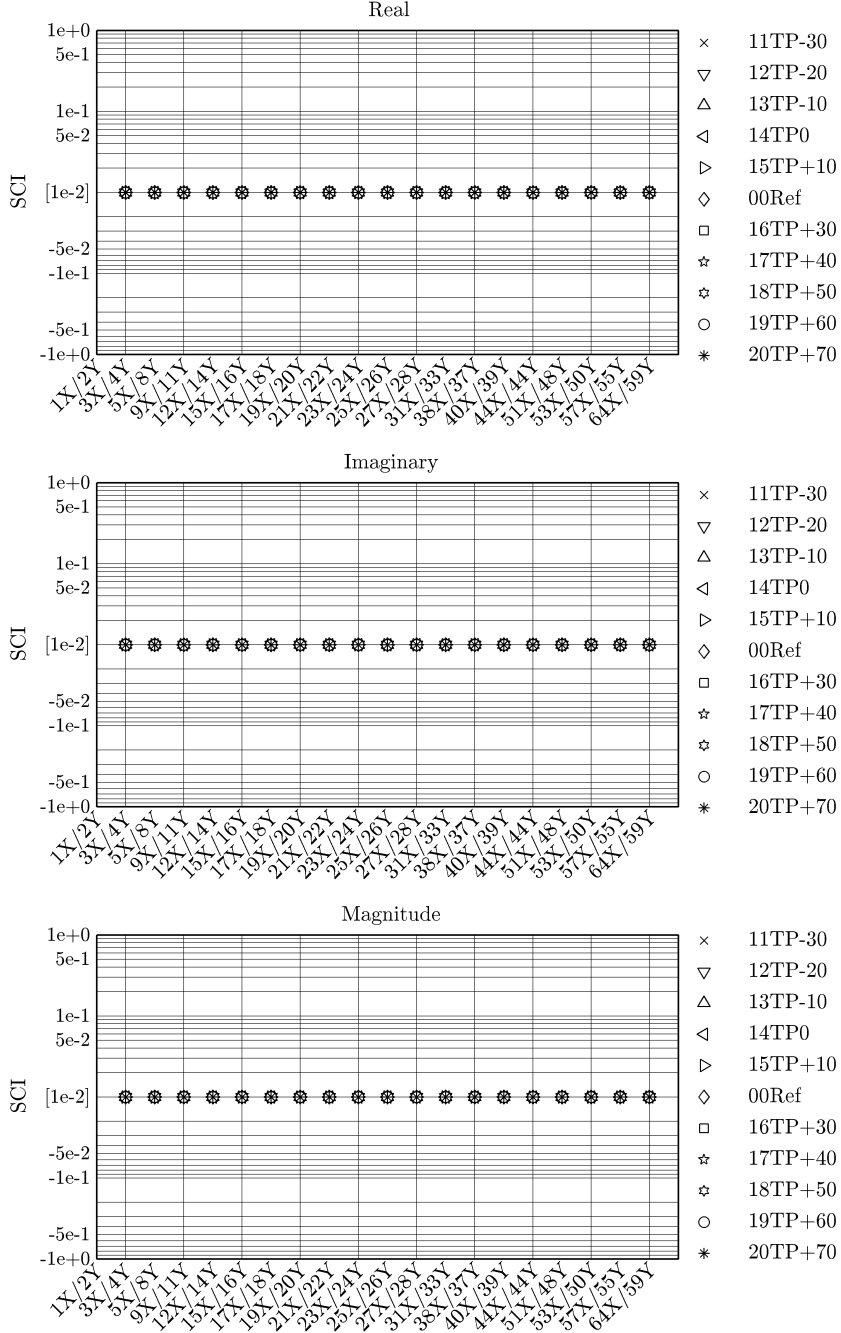 Real
1e+0
5e-1
1e-1
5e-2
[1e-2]
-5e-2
-1e-1
-5e-1
-1e+0
SCI
1X/2Y
3X/4Y
5X/8Y
9X/11Y
12X/14Y
15X/16Y
17X/18Y
19X/20Y
21X/22Y
23X/24Y
25X/26Y
27X/28Y
31X/33Y
38X/37Y
40X/39Y
44X/44Y
51X/48Y
53X/50Y
57X/55Y
64X/59Y
11TP-30
12TP-20
13TP-10
14TP0
15TP+10
00Ref
16TP+30
17TP+40
18TP+50
19TP+60
20TP+70
Imaginary
1e+0
5e-1
1e-1
5e-2
[1e-2]
-5e-2
-1e-1
-5e-1
-1e+0
SCI
1X/2Y
3X/4Y
5X/8Y
9X/11Y
12X/14Y
15X/16Y
17X/18Y
19X/20Y
21X/22Y
23X/24Y
25X/26Y
27X/28Y
31X/33Y
38X/37Y
40X/39Y
44X/44Y
51X/48Y
53X/50Y
57X/55Y
64X/59Y
11TP-30
12TP-20
13TP-10
14TP0
15TP+10
00Ref
16TP+30
17TP+40
18TP+50
19TP+60
20TP+70
Magnitude
1e+0
5e-1
1e-1
5e-2
[1e-2]
-5e-2
-1e-1
-5e-1
-1e+0
SCI
1X/2Y
3X/4Y
5X/8Y
9X/11Y
12X/14Y
15X/16Y
17X/18Y
19X/20Y
21X/22Y
23X/24Y
25X/26Y
27X/28Y
31X/33Y
38X/37Y
40X/39Y
44X/44Y
51X/48Y
53X/50Y
57X/55Y
64X/59Y
11TP-30
12TP-20
13TP-10
14TP0
15TP+10
00Ref
16TP+30
17TP+40
18TP+50
19TP+60
20TP+70